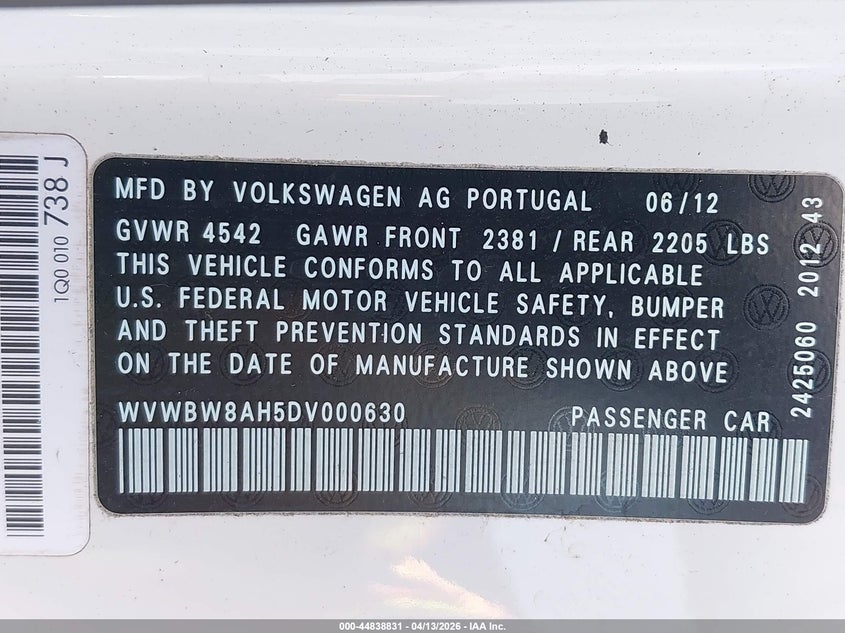 MFD BY VOLKSWAGEN AG PORTUGAL 06/12
GVWR 4542 GAWR FRONT 2381 / REAR 2205 LBS
THIS VEHICLE CONFORMS TO ALL APPLICABLE
U.S. FEDERAL MOTOR VEHICLE SAFETY, BUMPER
AND THEFT PREVENTION STANDARDS IN EFFECT
ON THE DATE OF MANUFACTURE SHOWN ABOVE
WVWBW8AH5DV000630 PASSENGER CAR
2425060 2012 43
1Q0 010 738 J
000-44838831 - 04/13/2026 - IAA Inc.